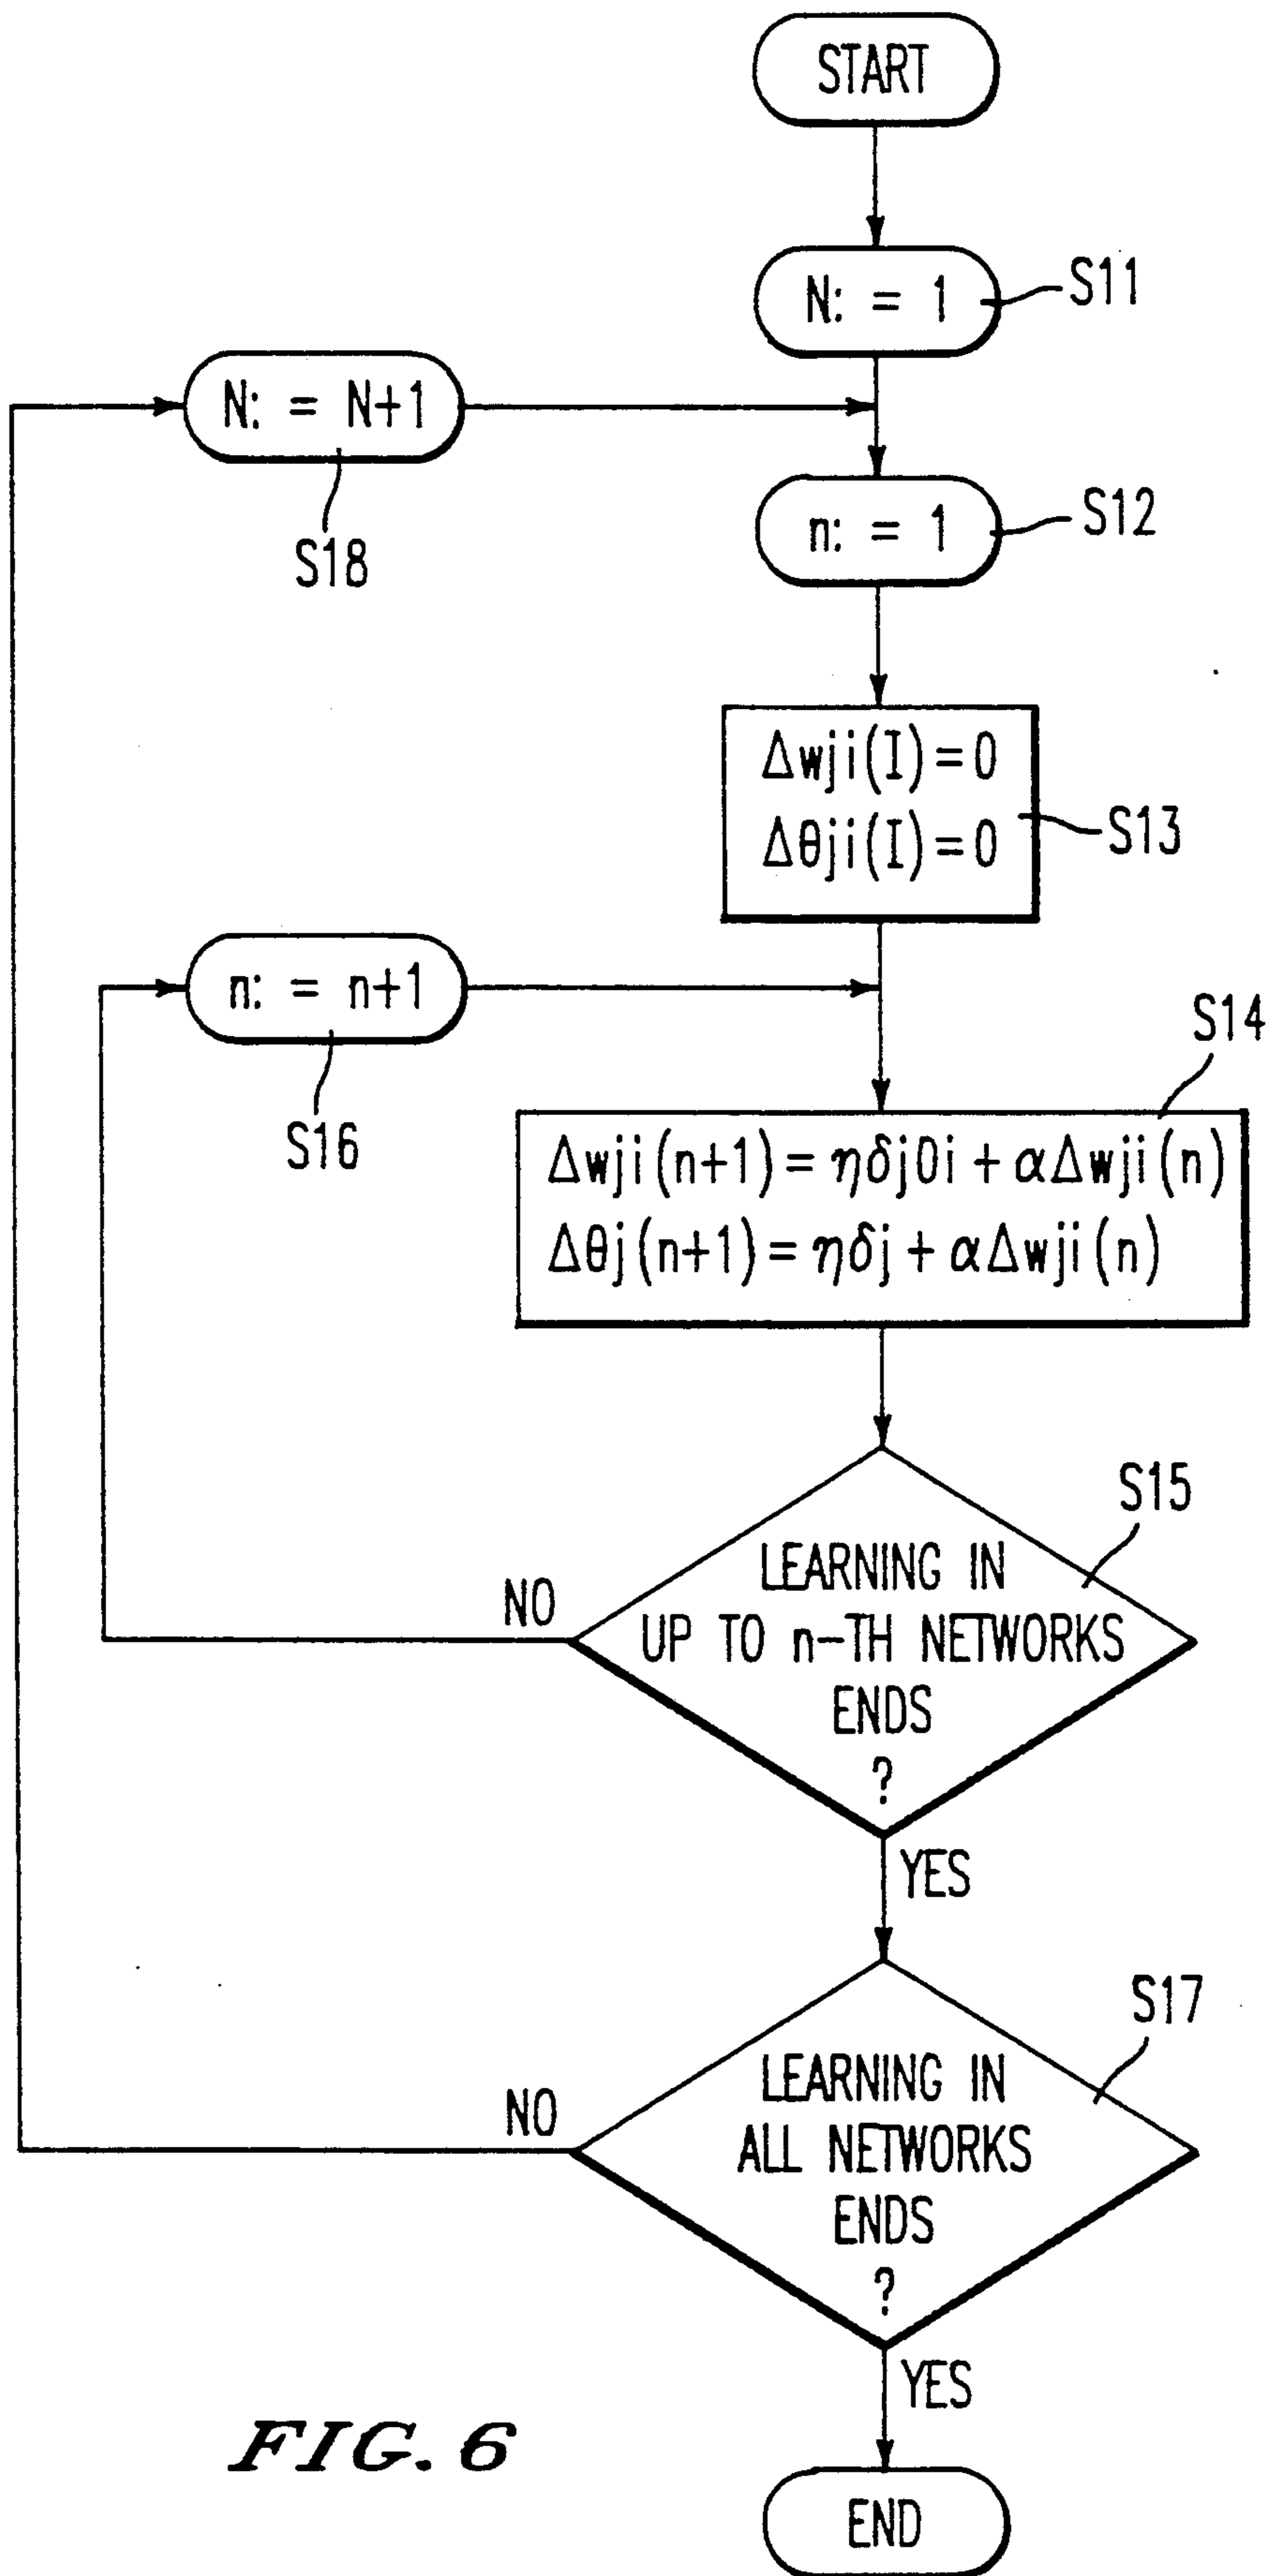 START
N: = 1
S11
N: = N+1
S18
n: = 1
S12
Δwji(I)=0
Δθji(I)=0
S13
n: = n+1
S16
S14
Δwji(n+1)=ηδj0i+αΔwji(n)
Δθj(n+1)=ηδj+αΔwji(n)
S15
LEARNING IN
UP TO n-TH NETWORKS
ENDS
?
NO
YES
S17
LEARNING IN
ALL NETWORKS
ENDS
?
NO
YES
FIG. 6
END